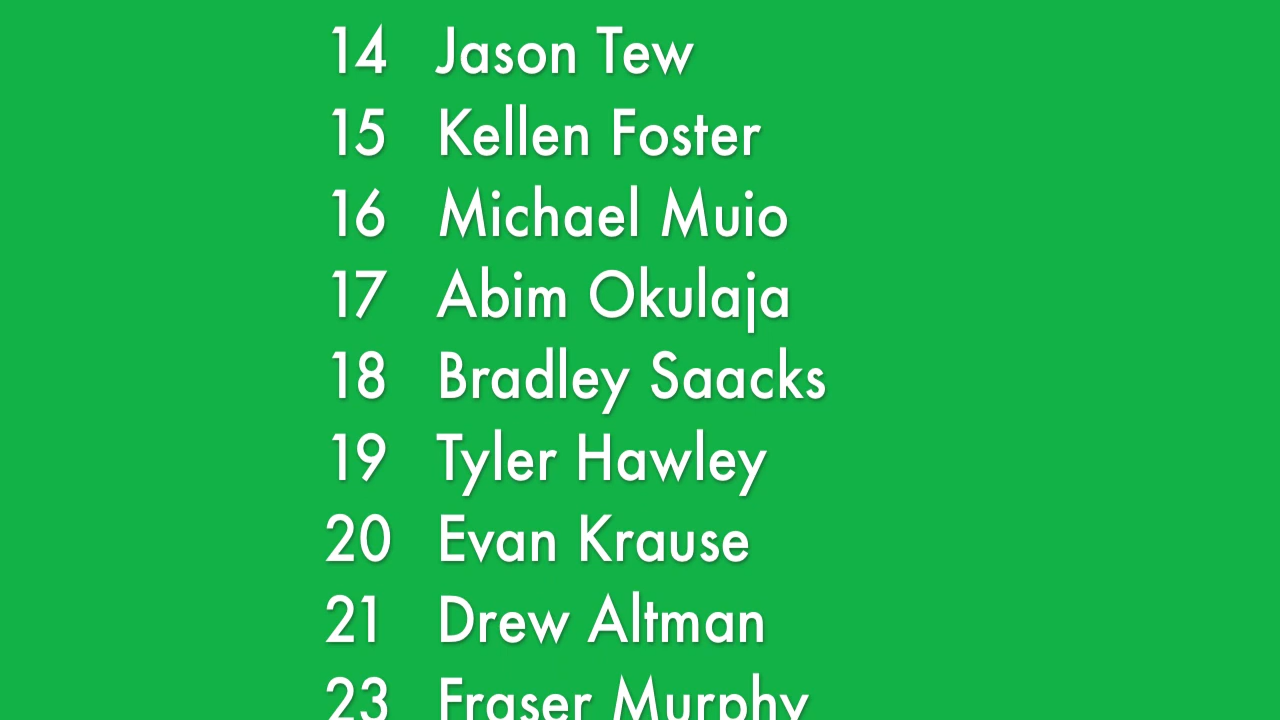 14 Jason Tew
15 Kellen Foster
16 Michael Muio
17 Abim Okulaja
18 Bradley Saacks
19 Tyler Hawley
20 Evan Krause
21 Drew Altman
23 Fraser Murphy